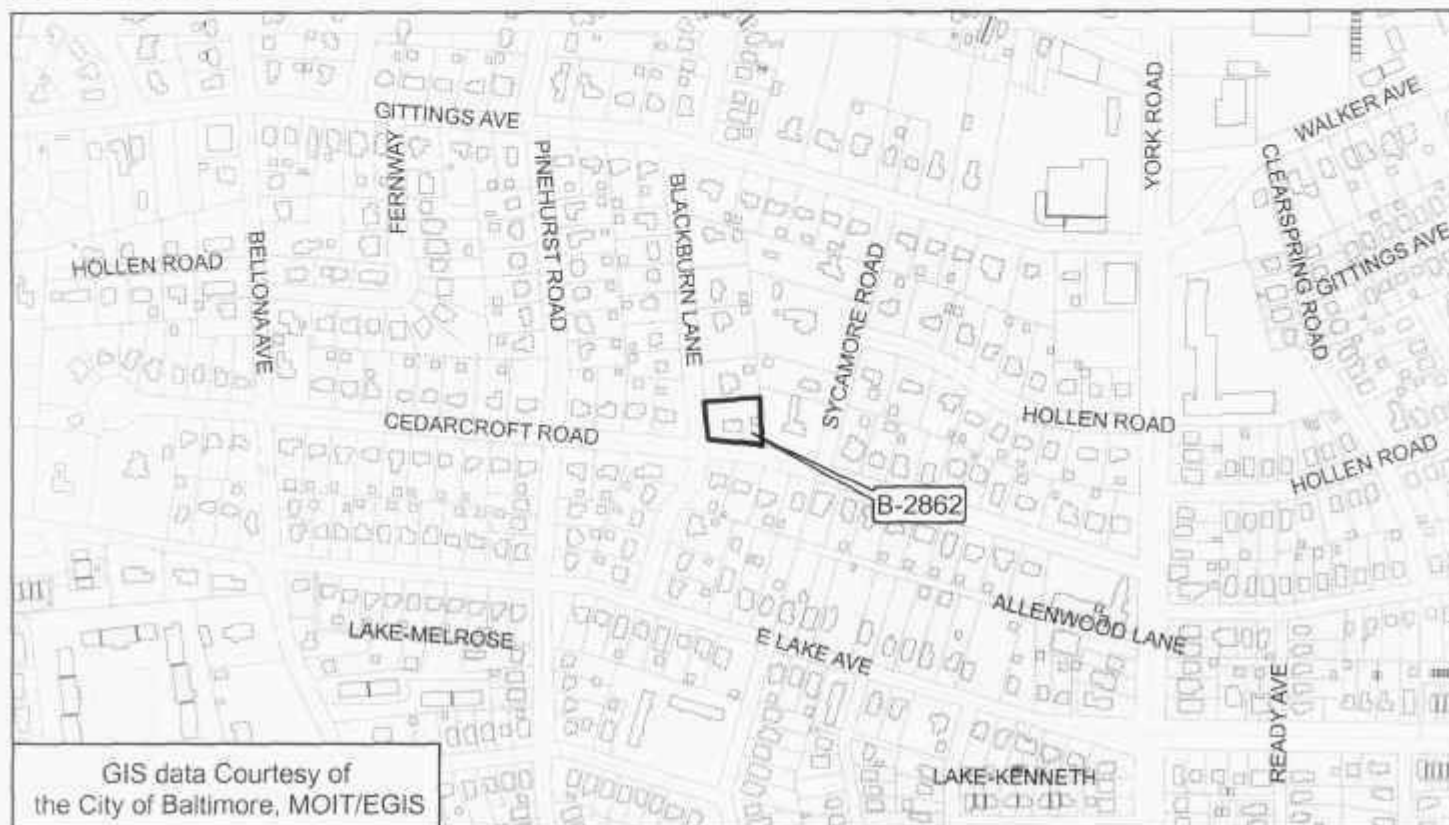 GITTINGS AVE
FERNWAY
PINEHURST ROAD
BLACKBURN LANE
YORK ROAD
WALKER AVE
CLEARSPRING ROAD
GITTINGS AVE
HOLLEN ROAD
BELLONA AVE
SYCAMORE ROAD
CEDARCROFT ROAD
HOLLEN ROAD
HOLLEN ROAD
B-2862
LAKE-MELROSE
E LAKE AVE
ALLENWOOD LANE
READY AVE
LAKE-KENNETH
GIS data Courtesy of
the City of Baltimore, MOIT/EGIS